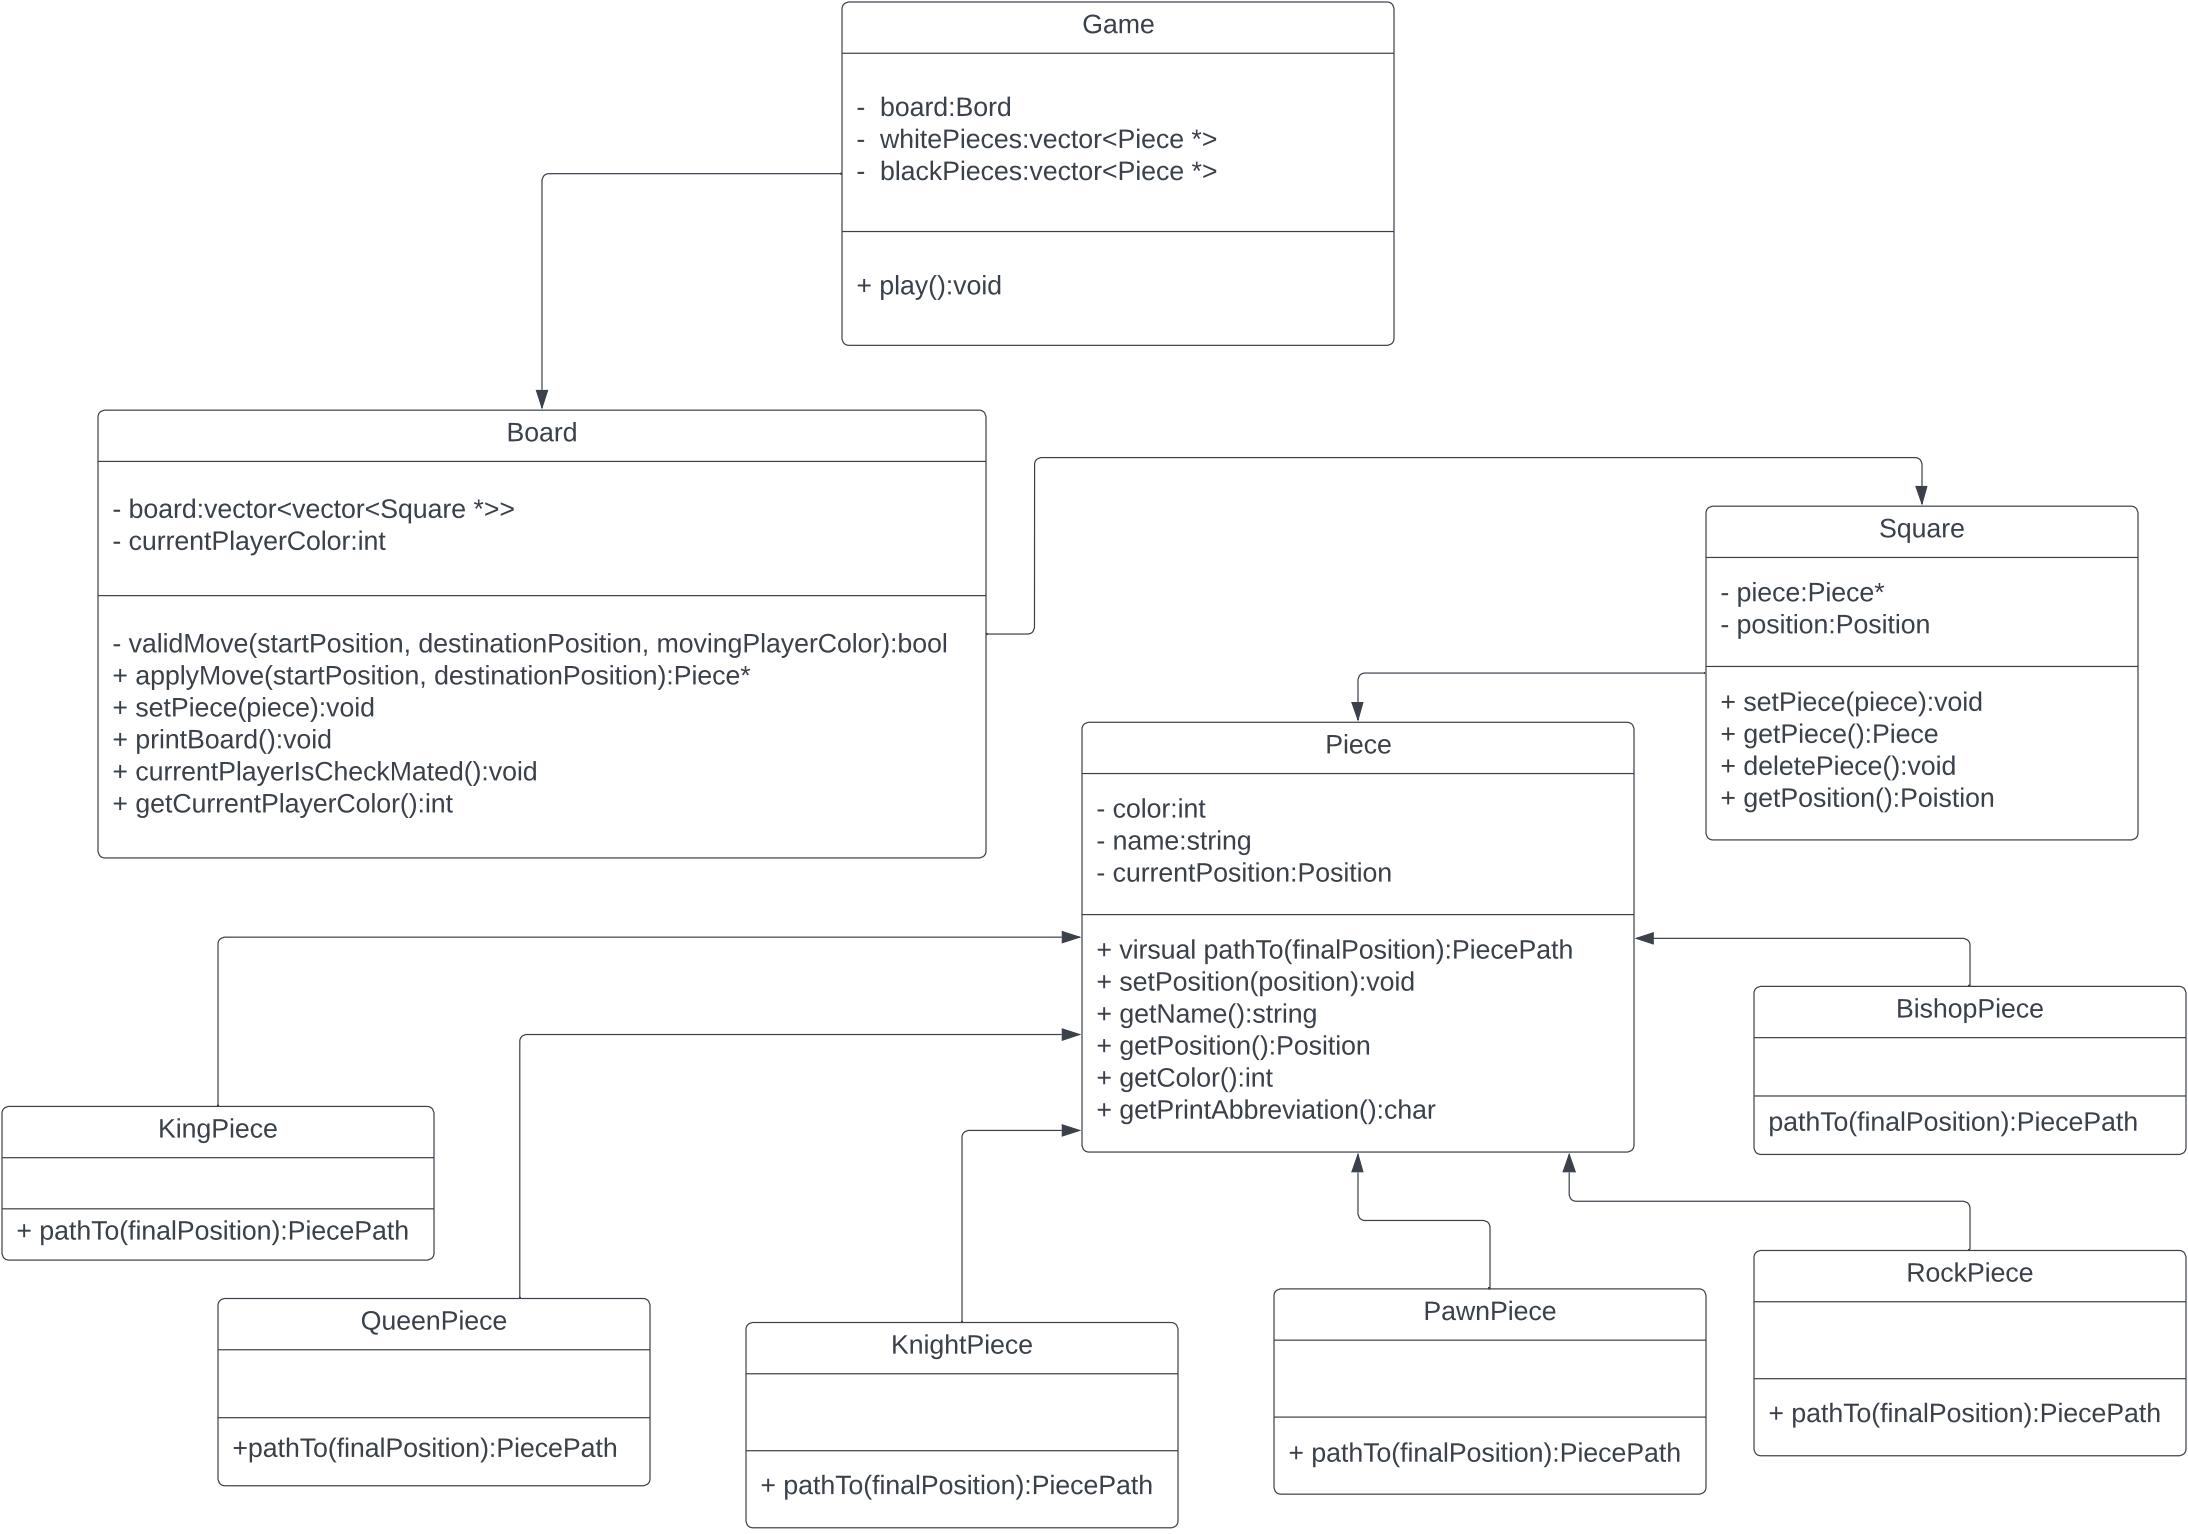 Game
- board:Bord
- whitePieces:vector<Piece *>
- blackPieces:vector<Piece *>
+ play():void
Board
- board:vector<vector<Square *>>
- currentPlayerColor:int
- validMove(startPosition, destinationPosition, movingPlayerColor):bool
+ applyMove(startPosition, destinationPosition):Piece*
+ setPiece(piece):void
+ printBoard():void
+ currentPlayerIsCheckMated():void
+ getCurrentPlayerColor():int
Square
- piece:Piece*
- position:Position
+ setPiece(piece):void
+ getPiece():Piece
+ deletePiece():void
+ getPosition():Poistion
Piece
- color:int
- name:string
- currentPosition:Position
+ virsual pathTo(finalPosition):PiecePath
+ setPosition(position):void
+ getName():string
+ getPosition():Position
+ getColor():int
+ getPrintAbbreviation():char
BishopPiece
pathTo(finalPosition):PiecePath
KingPiece
+ pathTo(finalPosition):PiecePath
QueenPiece
+pathTo(finalPosition):PiecePath
KnightPiece
+ pathTo(finalPosition):PiecePath
PawnPiece
+ pathTo(finalPosition):PiecePath
RockPiece
+ pathTo(finalPosition):PiecePath